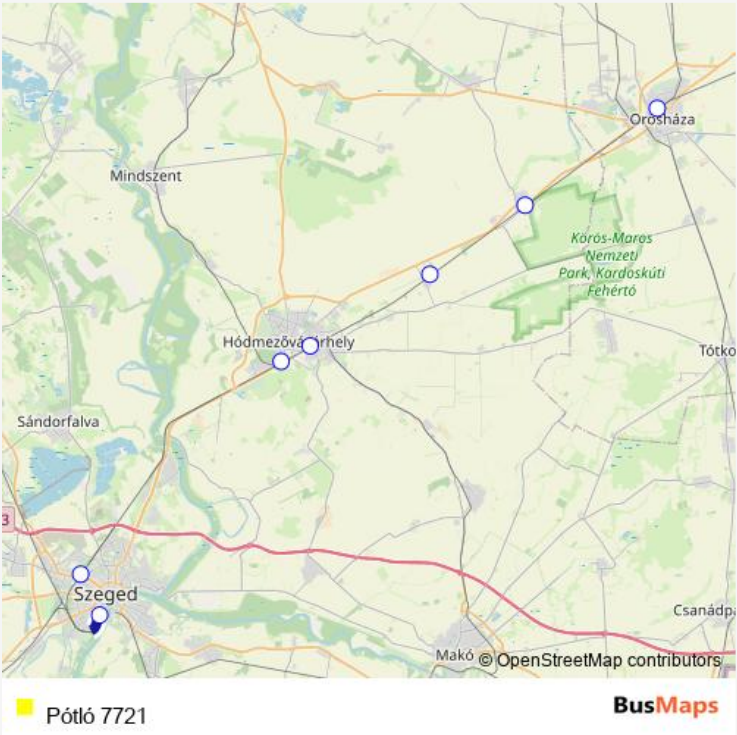 Orosháza
Mindszent
Körös-Maros
Nemzeti
Park, Kardoskúti
Fehértó
Hódmezővásárhely
Tótko
Sándorfalva
3
Szeged
Csanádpa
Makó © OpenStreetMap contributors
Pótló 7721
BusMaps